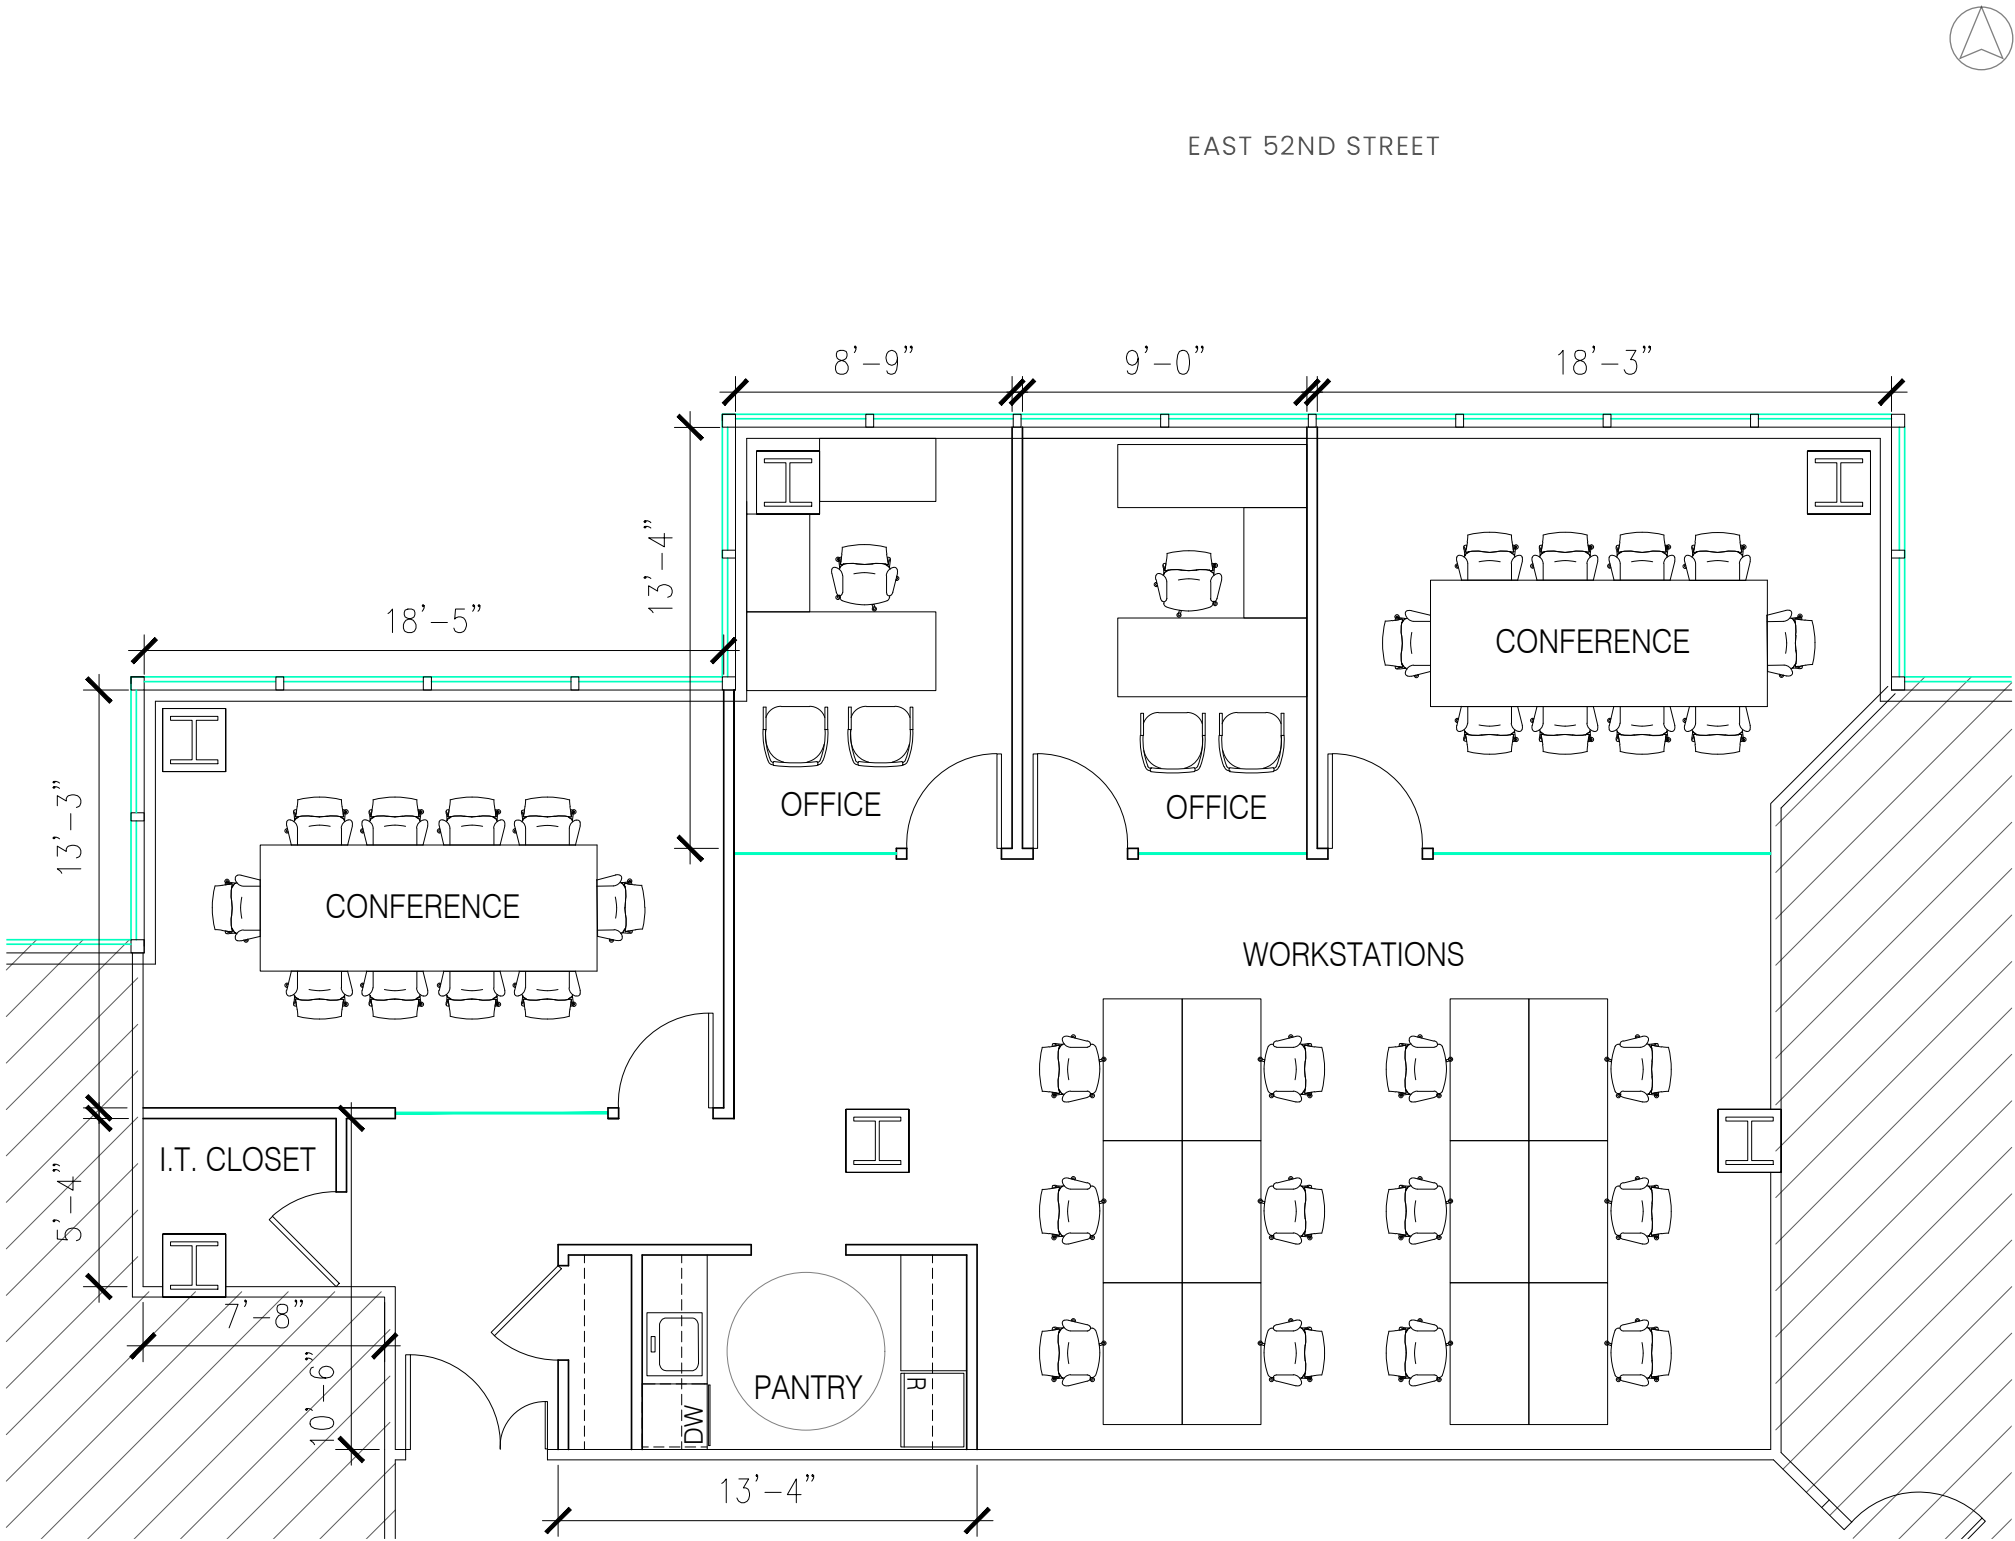 EAST 52ND STREET
8'-9"
9'-0"
18'-3"
13'-4"
18'-5"
CONFERENCE
OFFICE
OFFICE
13'-3"
CONFERENCE
WORKSTATIONS
I.T. CLOSET
5'-4"
7'-8"
10'-6"
PANTRY
R
DW
13'-4"